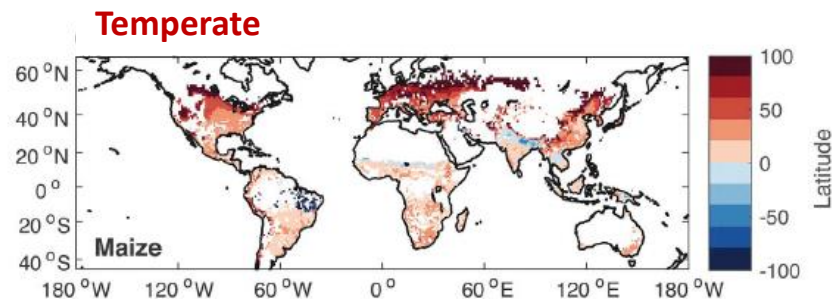 Temperate
60 °N
40 °N
20 °N
0 °
20 °S
40 °S
Maize
180 °W
120 °W
60 °W
0 °
60 °E
120 °E
180 °W
100
50
0
-50
-100
Latitude